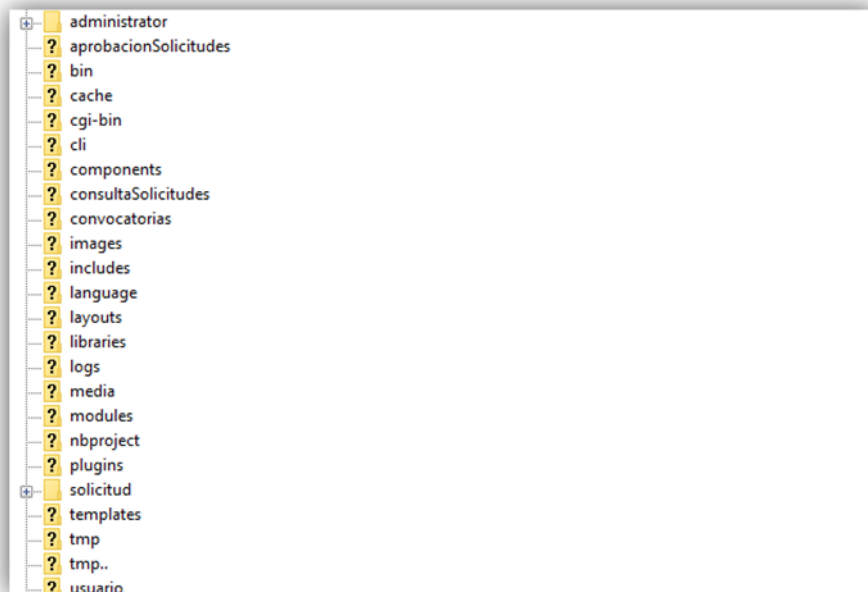 administrator
aprobacionSolicitudes
bin
cache
cgi-bin
cli
components
consultaSolicitudes
convocatorias
images
includes
language
layouts
libraries
logs
media
modules
nbproject
plugins
solicitud
templates
tmp
tmp..
usuario